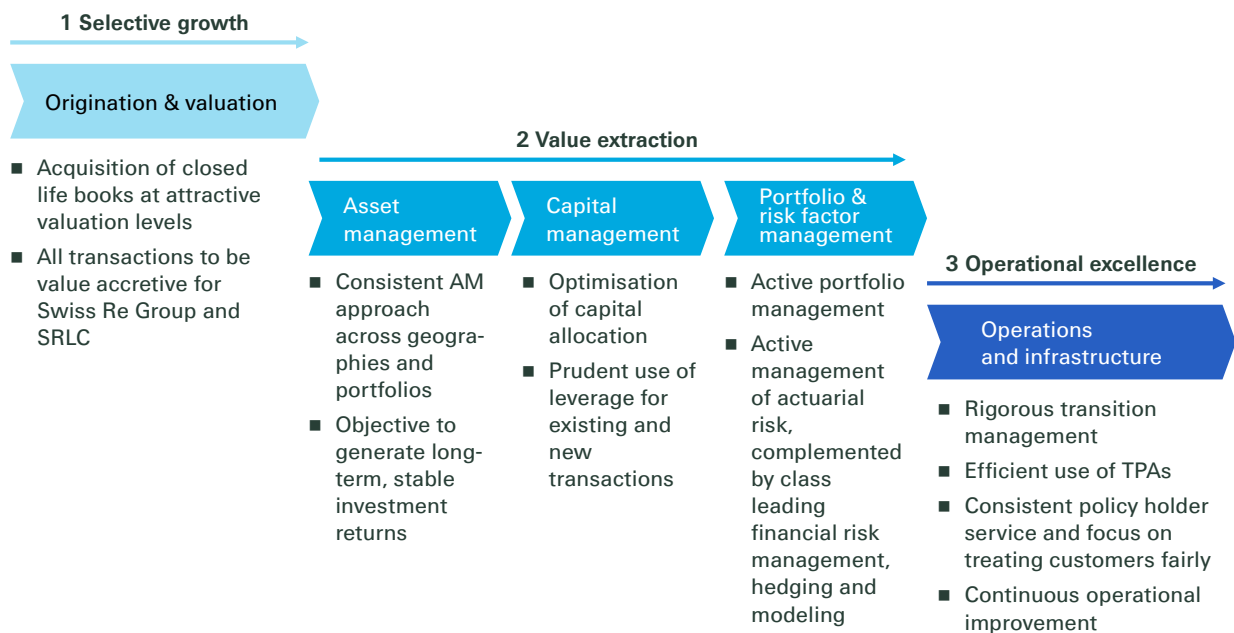 1 Selective growth
Origination & valuation
■ Acquisition of closed
life books at attractive
valuation levels
■ All transactions to be
value accretive for
Swiss Re Group and
SRLC
2 Value extraction
Asset
management
■ Consistent AM
approach
across geogra-
phies and
portfolios
■ Objective to
generate long-
term, stable
investment
returns
Capital
management
■ Optimisation
of capital
allocation
■ Prudent use of
leverage for
existing and
new
transactions
Portfolio &
risk factor
management
■ Active portfolio
management
■ Active
management
of actuarial
risk,
complemented
by class
leading
financial risk
management,
hedging and
modeling
3 Operational excellence
Operations
and infrastructure
■ Rigorous transition
management
■ Efficient use of TPAs
■ Consistent policy holder
service and focus on
treating customers fairly
■ Continuous operational
improvement